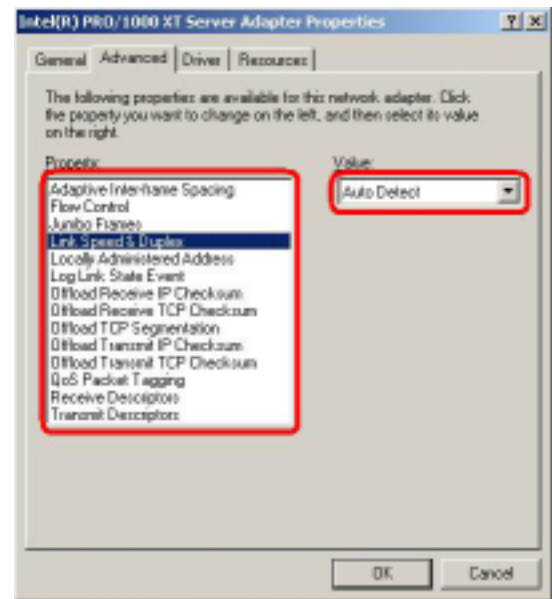 Intel(R) PRO/1000 XT Server Adapter Properties
General Advanced Driver Resources
The following properties are available for this network adapter. Click
the property you want to change on the left, and then select its value
on the right.
Property: Value:
Adaptive Inter-frame Spacing Auto Detect
Flow Control
Jumbo Frames
Link Speed & Duplex
Locally Administered Address
Log Link State Event
Offload Receive IP Checksum
Offload Receive TCP Checksum
Offload TCP Segmentation
Offload Transmit IP Checksum
Offload Transmit TCP Checksum
QoS Packet Tagging
Receive Descriptors
Transmit Descriptors
OK Cancel